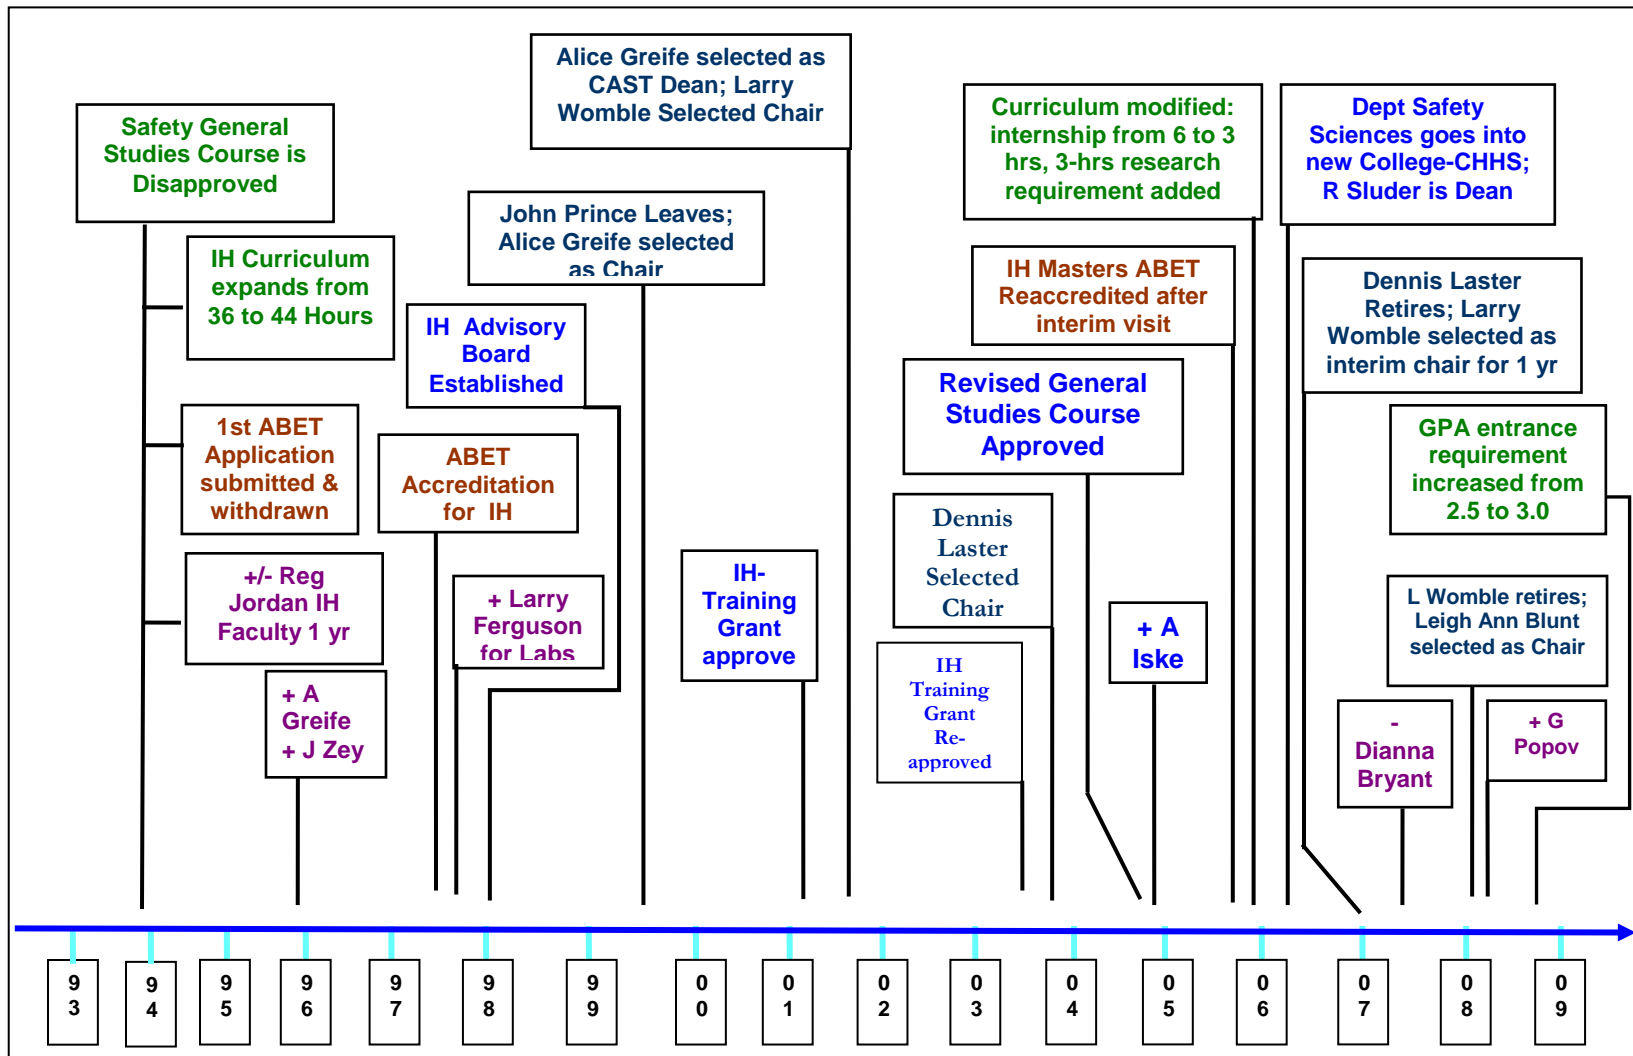 Alice Greife selected as
CAST Dean; Larry
Womble Selected Chair
Safety General
Studies Course is
Disapproved
Curriculum modified:
internship from 6 to 3
hrs, 3-hrs research
requirement added
Dept Safety
Sciences goes into
new College-CHHS;
R Sluder is Dean
John Prince Leaves;
Alice Greife selected
as Chair
IH Curriculum
expands from
36 to 44 Hours
IH Masters ABET
Reaccredited after
interim visit
Dennis Laster
Retires; Larry
Womble selected as
interim chair for 1 yr
IH Advisory
Board
Established
Revised General
Studies Course
Approved
1st ABET
Application
submitted &
withdrawn
ABET
Accreditation
for IH
GPA entrance
requirement
increased from
2.5 to 3.0
Dennis
Laster
Selected
Chair
+/- Reg
Jordan IH
Faculty 1 yr
+ Larry
Ferguson
for Labs
IH-
Training
Grant
approve
+ A
Iske
L Womble retires;
Leigh Ann Blunt
selected as Chair
IH
Training
Grant
Re-
approved
+ A
Greife
+ J Zey
-
Dianna
Bryant
+ G
Popov
9
3
9
4
9
5
9
6
9
7
9
8
9
9
0
0
0
1
0
2
0
3
0
4
0
5
0
6
0
7
0
8
0
9